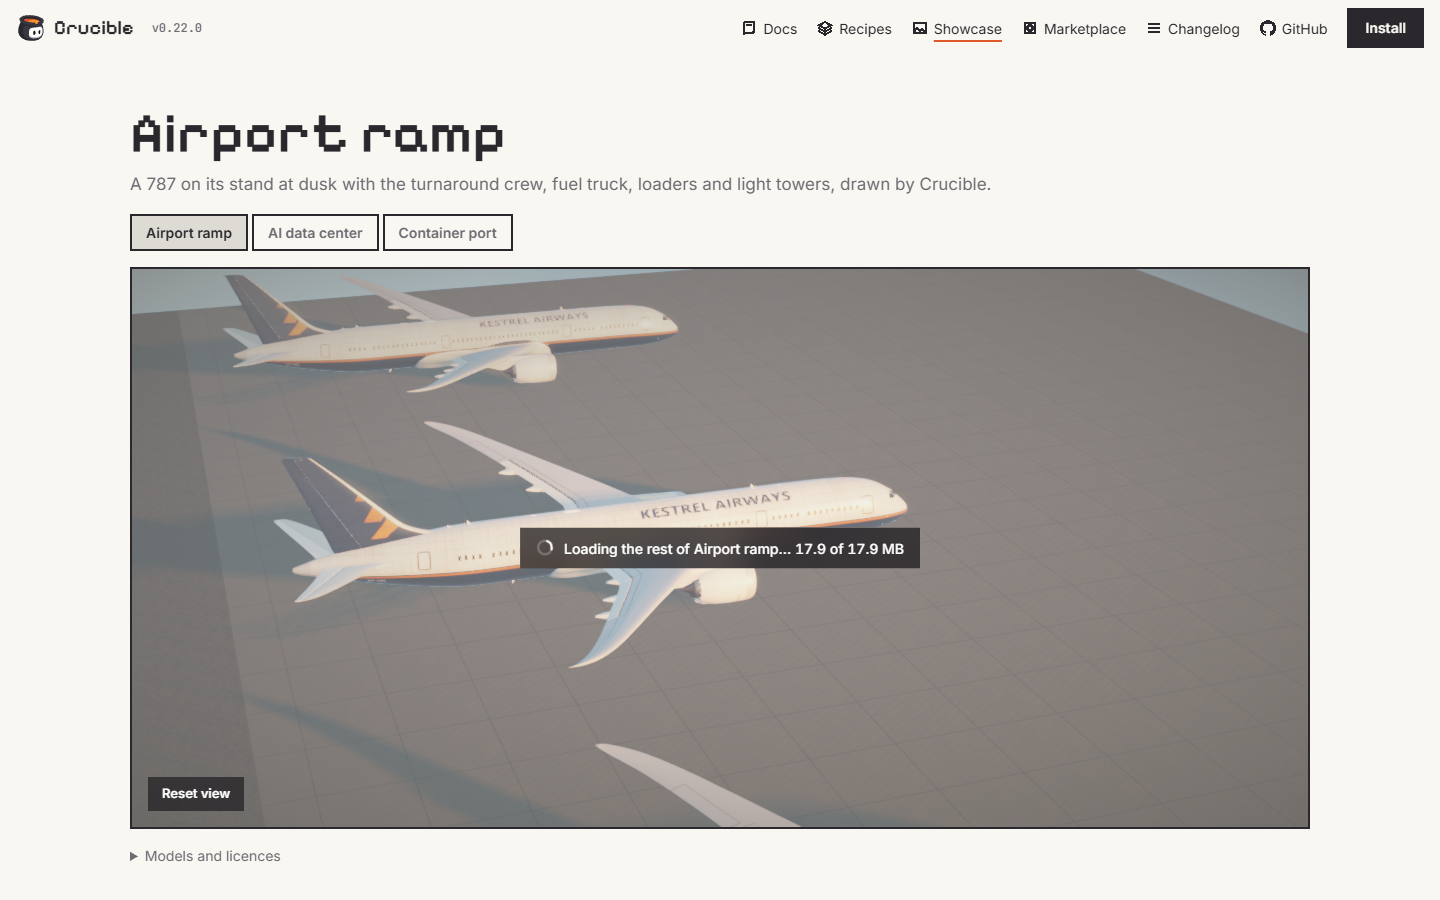 Crucible v0.22.0 Docs Recipes Showcase Marketplace Changelog GitHub Install
Airport ramp
A 787 on its stand at dusk with the turnaround crew, fuel truck, loaders and light towers, drawn by Crucible.
Airport ramp AI data center Container port
KESTREL AIRWAYS
KESTREL AIRWAYS
Loading the rest of Airport ramp... 17.9 of 17.9 MB
Reset view
Models and licences